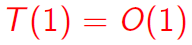 T(1) = O(1)